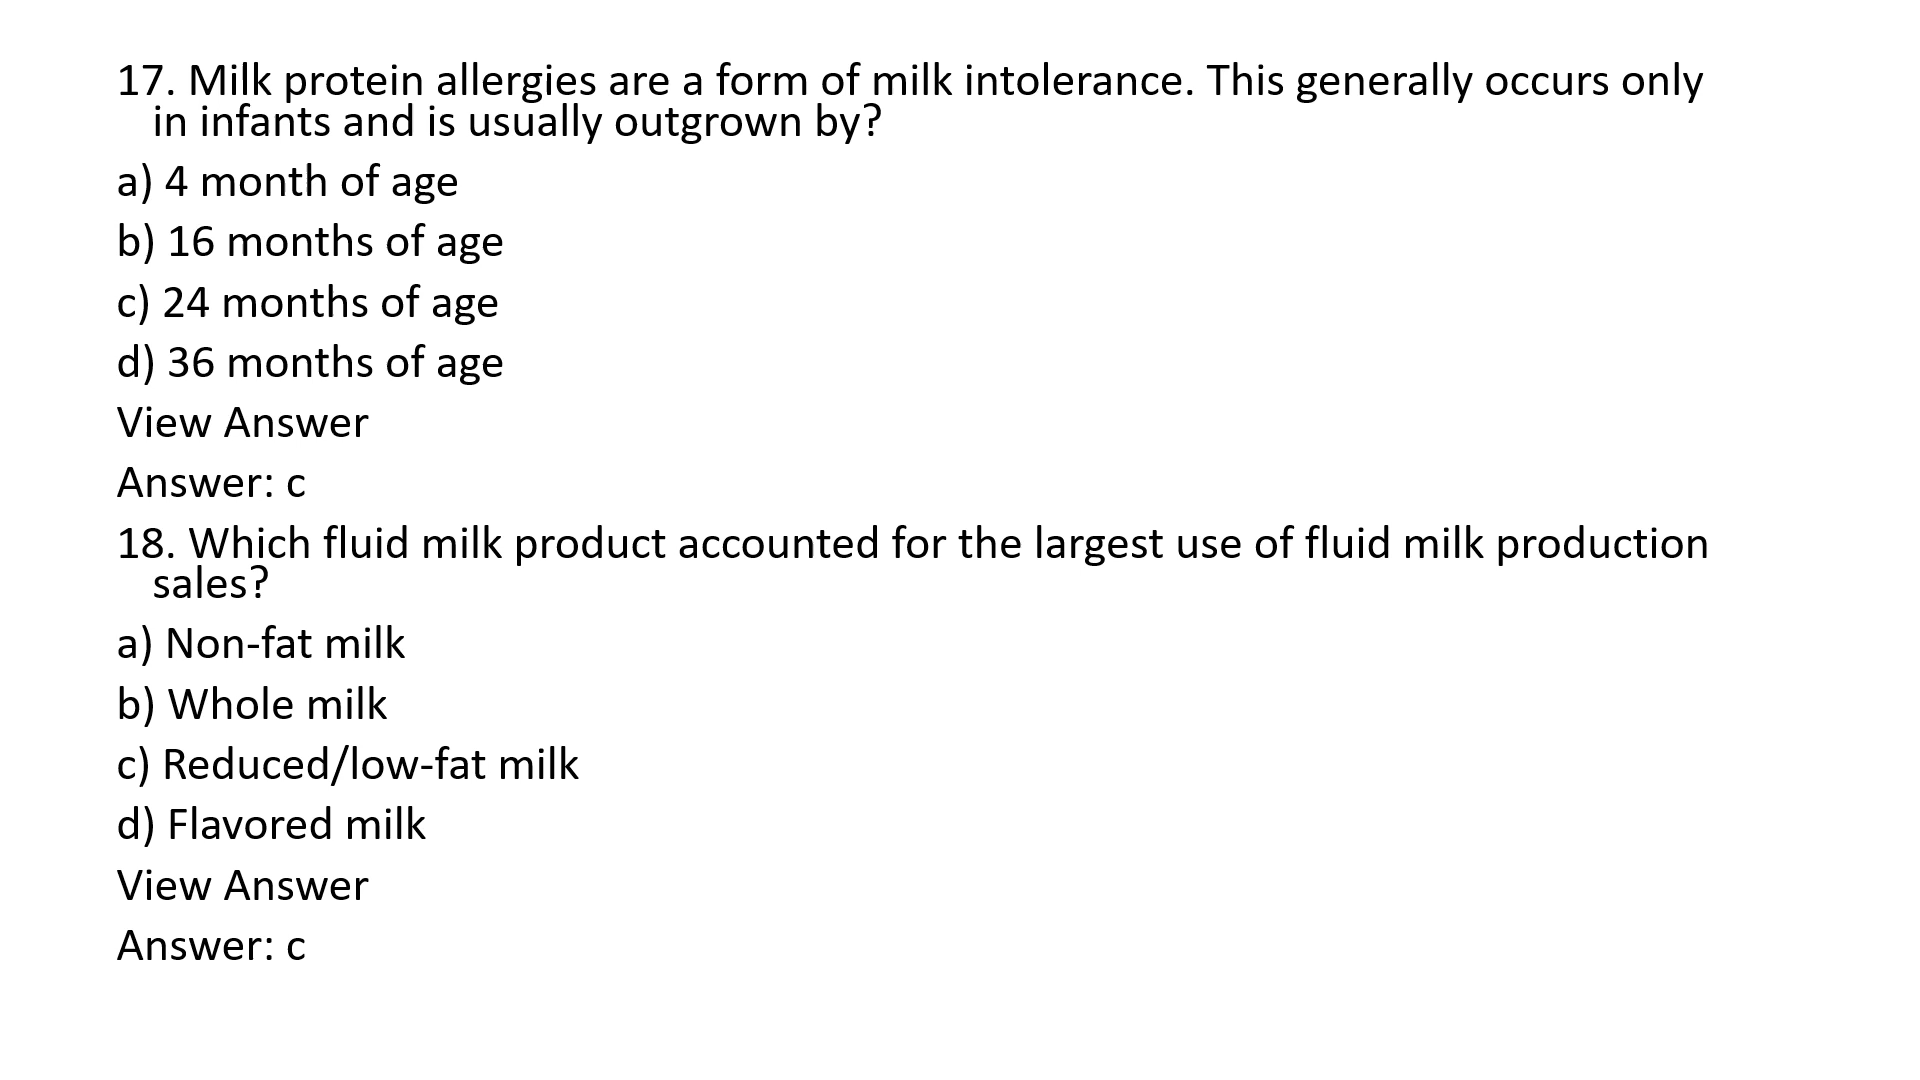 17. Milk protein allergies are a form of milk intolerance. This generally occurs only
in infants and is usually outgrown by?
a) 4 month of age
b) 16 months of age
c) 24 months of age
d) 36 months of age
View Answer
Answer: c
18. Which fluid milk product accounted for the largest use of fluid milk production
sales?
a) Non-fat milk
b) Whole milk
c) Reduced/low-fat milk
d) Flavored milk
View Answer
Answer: c